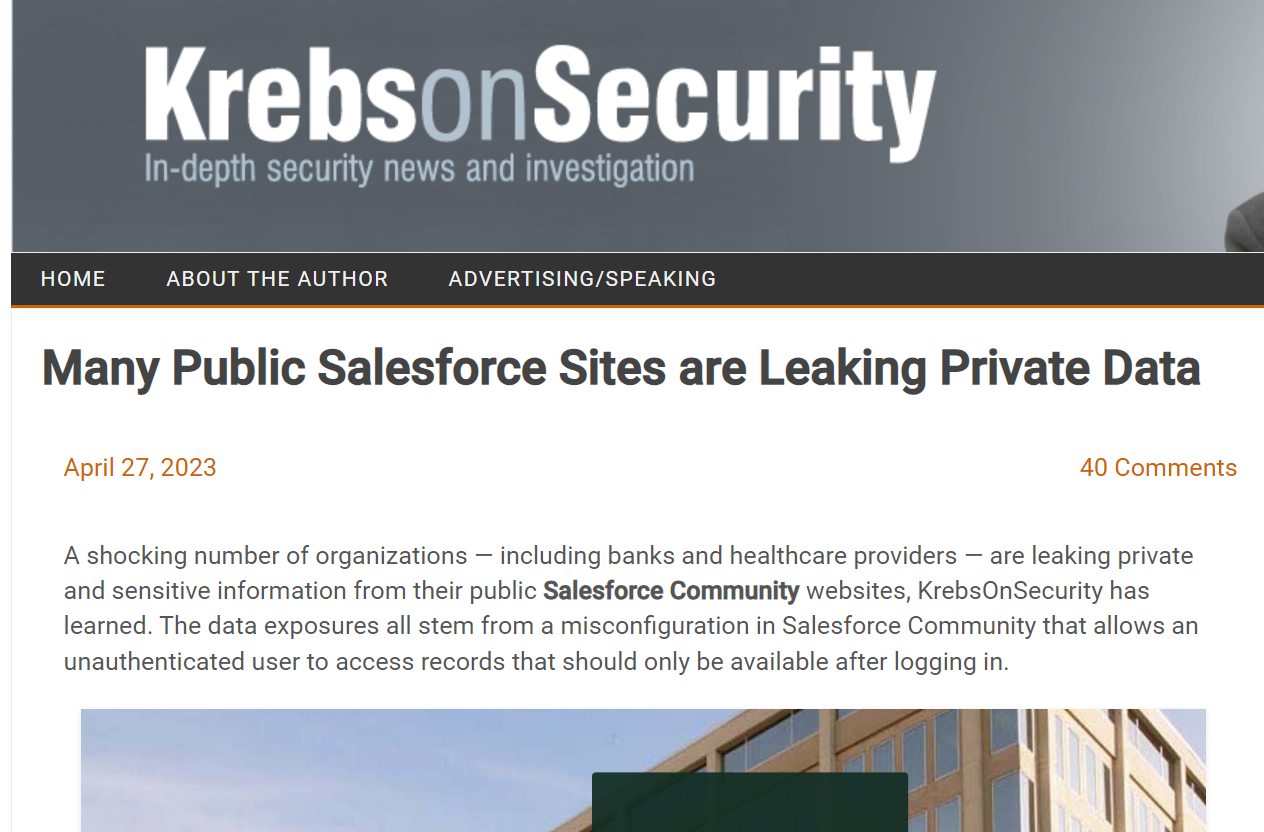 KrebsonSecurity
In-depth security news and investigation
HOME ABOUT THE AUTHOR ADVERTISING/SPEAKING
Many Public Salesforce Sites are Leaking Private Data
April 27, 2023 40 Comments
A shocking number of organizations — including banks and healthcare providers — are leaking private
and sensitive information from their public Salesforce Community websites, KrebsOnSecurity has
learned. The data exposures all stem from a misconfiguration in Salesforce Community that allows an
unauthenticated user to access records that should only be available after logging in.